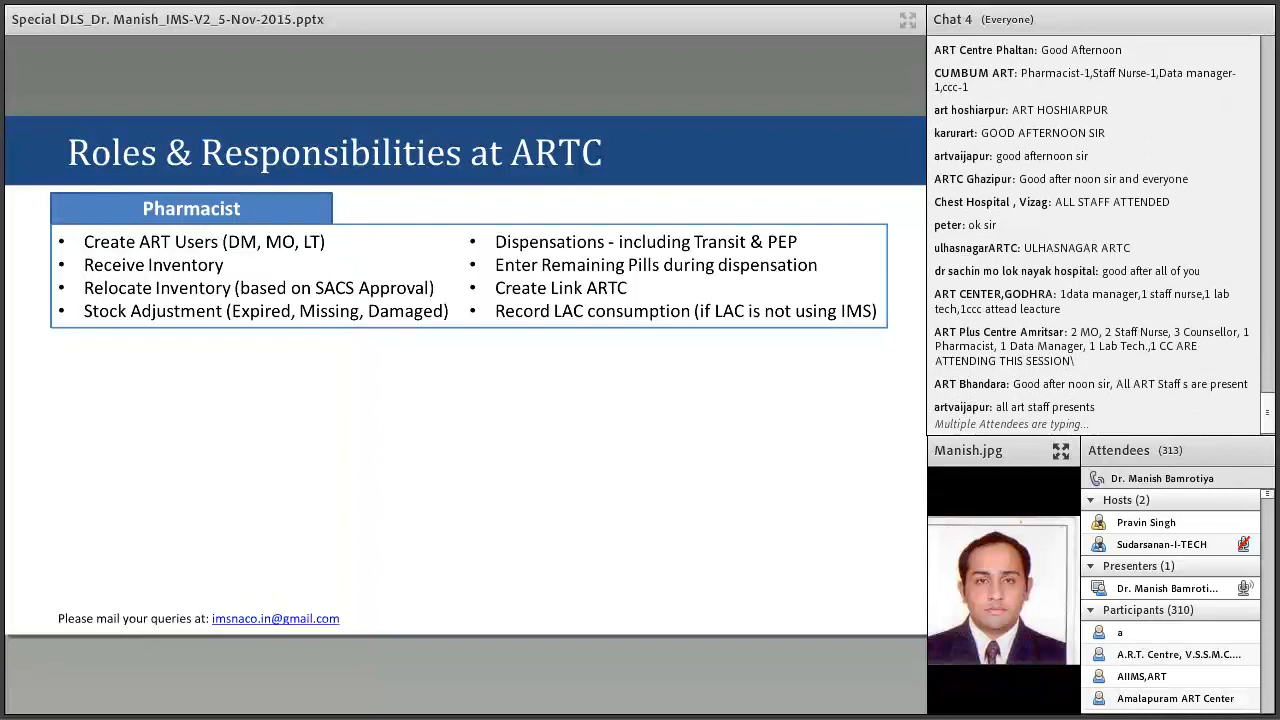 Special DLS_Dr. Manish_IMS-V2_5-Nov-2015.pptx
Roles & Responsibilities at ARTC
Pharmacist
• Create ART Users (DM, MO, LT)
• Receive Inventory
• Relocate Inventory (based on SACS Approval)
• Stock Adjustment (Expired, Missing, Damaged)
• Dispensations - including Transit & PEP
• Enter Remaining Pills during dispensation
• Create Link ARTC
• Record LAC consumption (if LAC is not using IMS)
Please mail your queries at: imsnaco.in@gmail.com
Chat 4 (Everyone)
ART Centre Phaltan: Good Afternoon
CUMBUM ART: Pharmacist-1,Staff Nurse-1,Data manager-
1,ccc-1
art hoshiarpur: ART HOSHIARPUR
karurart: GOOD AFTERNOON SIR
artvaijapur: good afternoon sir
ARTC Ghazipur: Good after noon sir and everyone
Chest Hospital , Vizag: ALL STAFF ATTENDED
peter: ok sir
ulhasnagarARTC: ULHASNAGAR ARTC
dr sachin mo lok nayak hospital: good after all of you
ART CENTER,GODHRA: 1data manager,1 staff nurse,1 lab
tech,1ccc attead leacture
ART Plus Centre Amritsar: 2 MO, 2 Staff Nurse, 3 Counsellor, 1
Pharmacist, 1 Data Manager, 1 Lab Tech.,1 CC ARE
ATTENDING THIS SESSION\
ART Bhandara: Good after noon sir, All ART Staff s are present
artvaijapur: all art staff presents
Multiple Attendees are typing...
Manish.jpg
Attendees (313)
Dr. Manish Bamrotiya
Hosts (2)
Pravin Singh
Sudarsanan-I-TECH
Presenters (1)
Dr. Manish Bamroti...
Participants (310)
a
A.R.T. Centre, V.S.S.M.C....
AIIMS,ART
Amalapuram ART Center